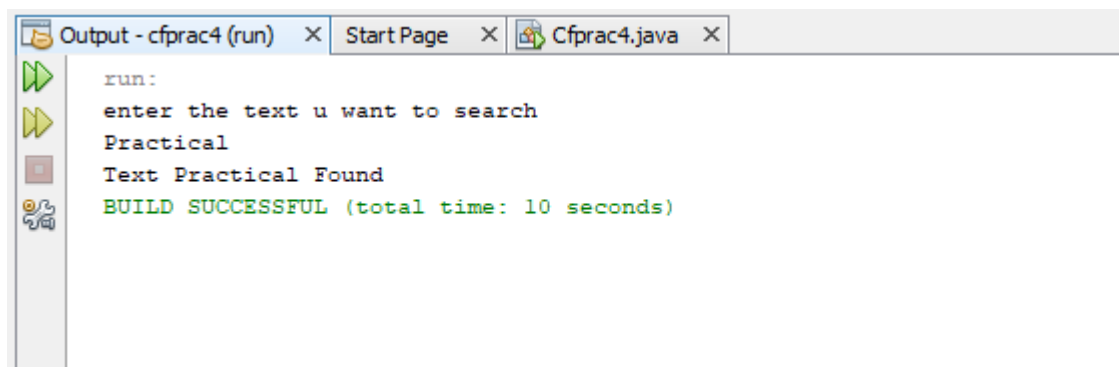 Output - cfprac4 (run) Start Page Cfprac4.java
run:
enter the text u want to search
Practical
Text Practical Found
BUILD SUCCESSFUL (total time: 10 seconds)